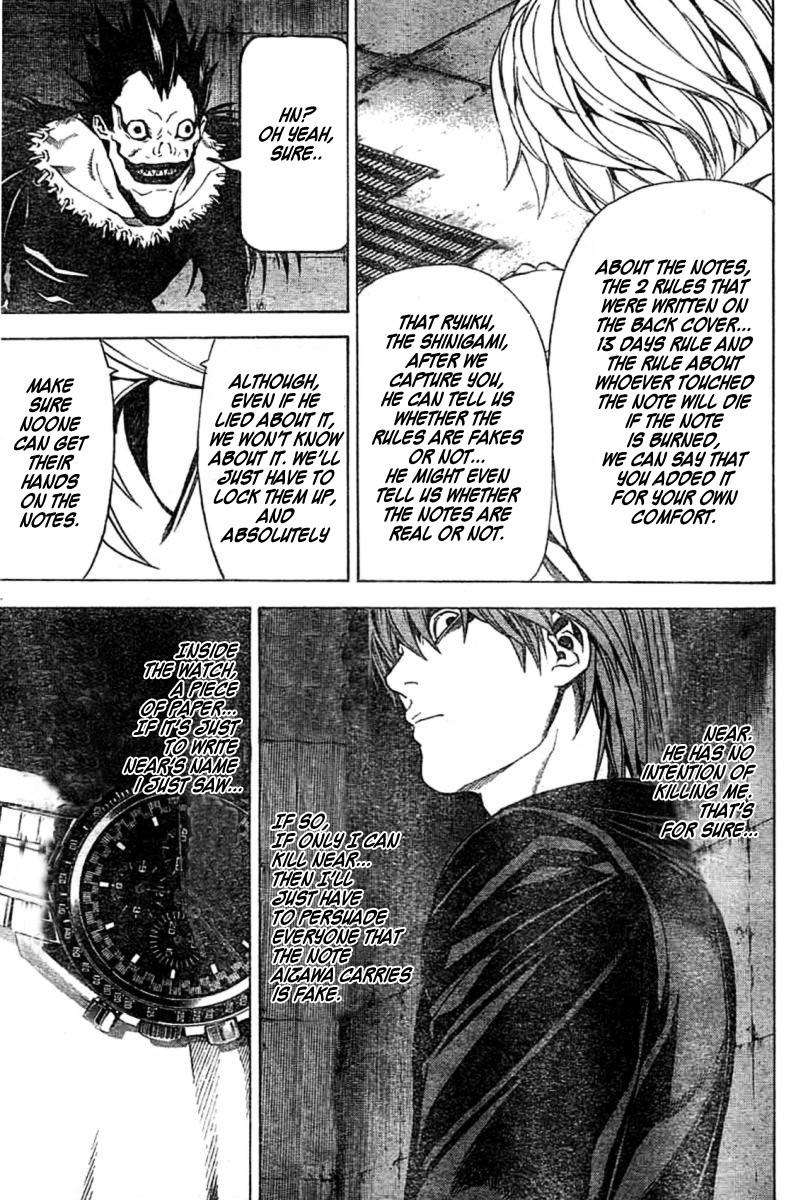 ABOUT THE NOTES,
THE 2 RULES THAT
WERE WRITTEN ON
THE BACK COVER...
13 DAYS RULE AND
THE RULE ABOUT
WHOEVER TOUCHED
THE NOTE WILL DIE
IF THE NOTE
IS BURNED,
WE CAN SAY THAT
YOU ADDED IT
FOR YOUR OWN
COMFORT.
THAT RYUKU,
THE SHINIGAMI,
AFTER WE
CAPTURE YOU,
HE CAN TELL US
WHETHER THE
RULES ARE FAKES
OR NOT...
HE MIGHT EVEN
TELL US WHETHER
THE NOTES ARE
REAL OR NOT.
HN?
OH YEAH,
SURE..
ALTHOUGH,
EVEN IF HE
LIED ABOUT IT,
WE WON'T KNOW
ABOUT IT. WE'LL
JUST HAVE TO
LOCK THEM UP,
AND
ABSOLUTELY
MAKE
SURE
NOONE
CAN GET
THEIR
HANDS
ON THE
NOTES.
NEAR.
HE HAS NO
INTENTION OF
KILLING ME.
THAT'S
FOR SURE...
IF SO,
IF ONLY I CAN
KILL NEAR...
THEN I'LL
JUST HAVE
TO PERSUADE
EVERYONE THAT
THE NOTE
AIZAWA CARRIES
IS FAKE.
INSIDE
THE WATCH,
A PIECE
OF PAPER...
IF IT'S JUST
TO WRITE
NEAR'S NAME
I JUST SAW...